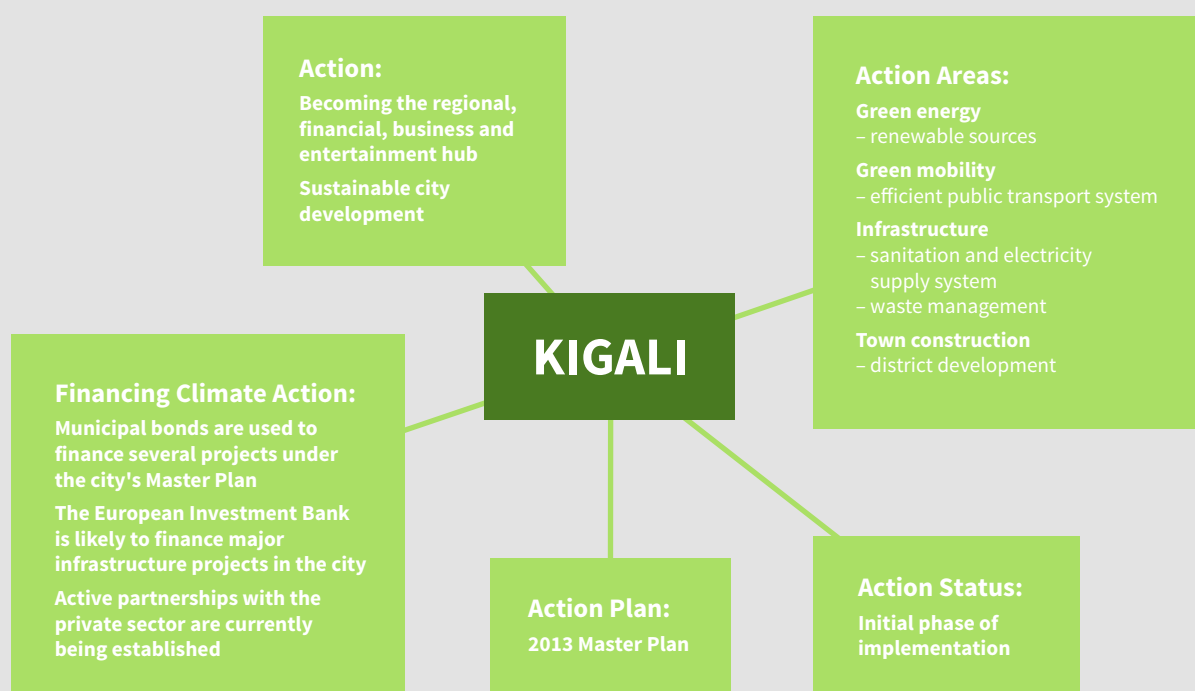 Action:
Becoming the regional,
financial, business and
entertainment hub
Sustainable city
development
Action Areas:
Green energy
– renewable sources
Green mobility
– efficient public transport system
Infrastructure
– sanitation and electricity
supply system
– waste management
Town construction
– district development
KIGALI
Financing Climate Action:
Municipal bonds are used to
finance several projects under
the city's Master Plan
The European Investment Bank
is likely to finance major
infrastructure projects in the city
Active partnerships with the
private sector are currently
being established
Action Plan:
2013 Master Plan
Action Status:
Initial phase of
implementation